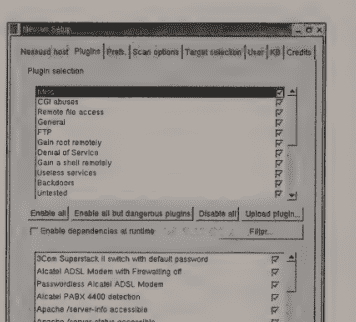 Nessus Setup
Nessusd host Plugins Prefs. Scan options Target selection User KB Credits
Plugin selection
Misc.
CGI abuses
Remote file access
General
FTP
Gain root remotely
Denial of Service
Gain a shell remotely
Useless services
Backdoors
Untested
Enable all Enable all but dangerous plugins Disable all Upload plugin...
Enable dependencies at runtime Filter...
3Com Superstack II switch with default password
Alcatel ADSL Modem with Firewalling off
Passwordless Alcatel ADSL Modem
Alcatel PABX 4400 detection
Apache /server-info accessible
Apache /server-status accessible